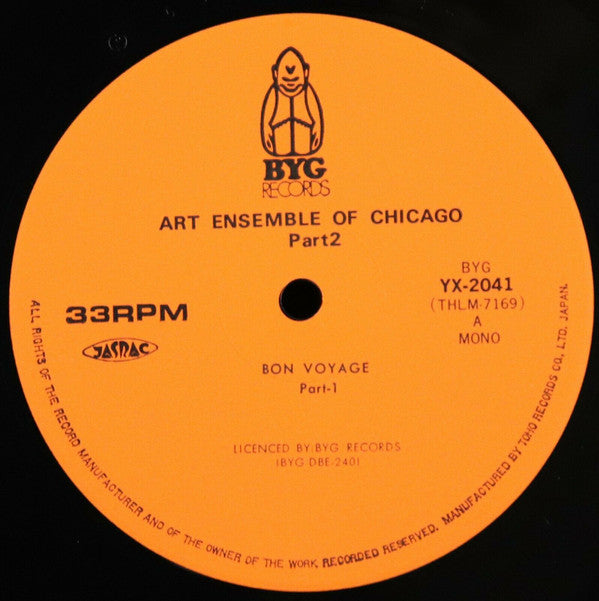 BYG
RECORDS
ART ENSEMBLE OF CHICAGO
Part2
BYG
YX-2041
(THLM-7169)
A
MONO
33RPM
JASRAC
BON VOYAGE
Part-1
LICENCED BY:BYG RECORDS
(BYG DBE-240)
ALL RIGHTS OF THE RECORD MANUFACTURER AND OF THE OWNER OF THE WORK RECORDED RESERVED. MANUFACTURED BY TOHO RECORDS CO., LTD. JAPAN.